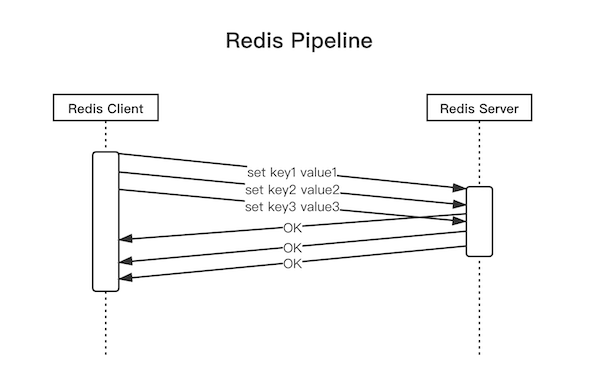 Redis Pipeline
Redis Client
Redis Server
set key1 value1
set key2 value2
set key3 value3
OK
OK
OK